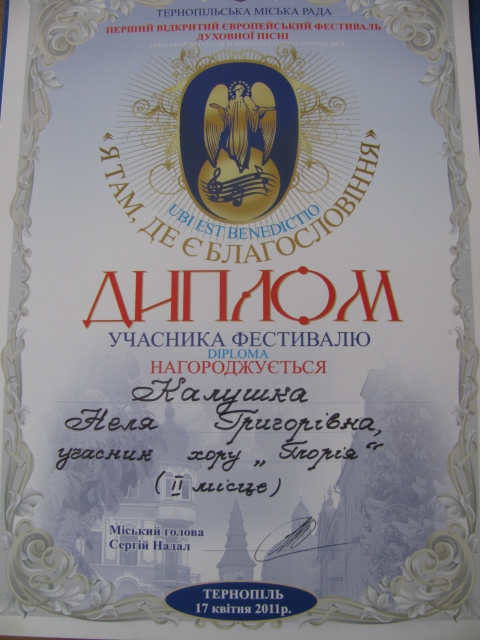 ТЕРНОПІЛЬСЬКА МІСЬКА РАДА
ПЕРШИЙ ВІДКРИТИЙ ЄВРОПЕЙСЬКИЙ ФЕСТИВАЛЬ
ДУХОВНОЇ ПІСНІ
«Я ТАМ, ДЕ Є БЛАГОСЛОВІННЯ»
UBI EST BENEDICTIO
ДИПЛОМ
УЧАСНИКА ФЕСТИВАЛЮ
DIPLOMA
НАГОРОДЖУЄТЬСЯ
Калушка
Неля Григорівна,
учасник хору „Глорія“
(II місце)
Міський голова
Сергій Надал
ТЕРНОПІЛЬ
17 квітня 2011р.